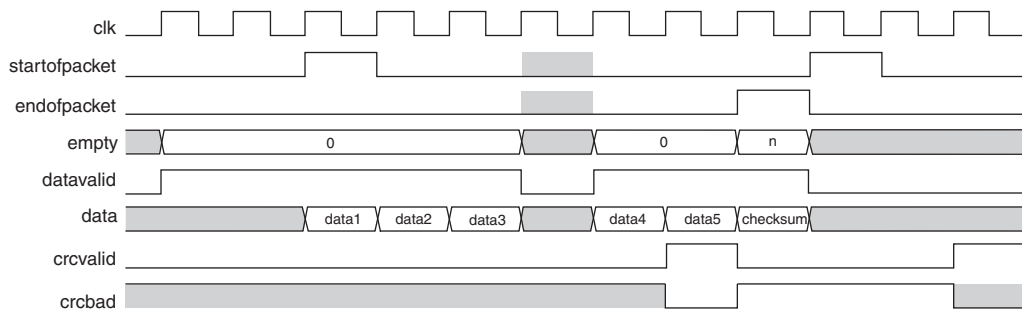 clk
startofpacket
endofpacket
empty 0 0 n
datavalid
data data1 data2 data3 data4 data5 checksum
crcvalid
crcbad